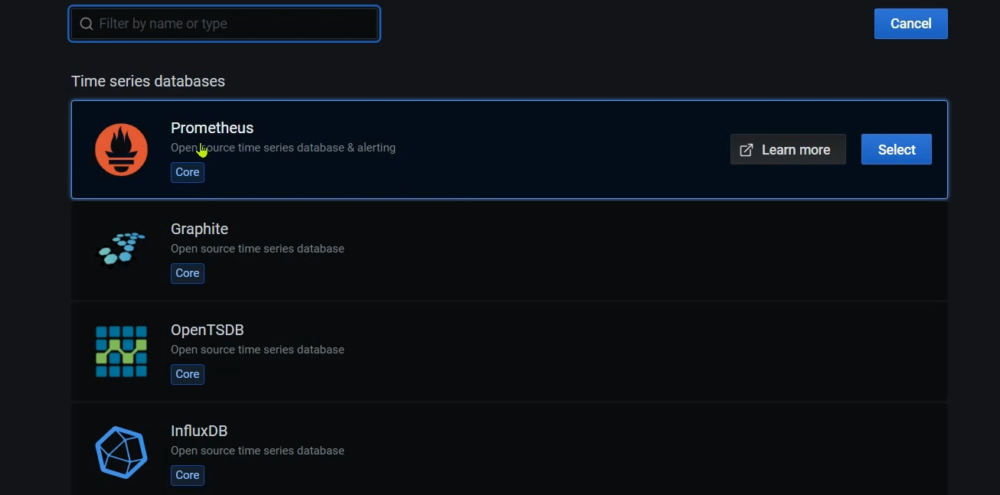 Filter by name or type
Cancel
Time series databases
Prometheus
Open source time series database & alerting
Core
Learn more
Select
Graphite
Open source time series database
Core
OpenTSDB
Open source time series database
Core
InfluxDB
Open source time series database
Core